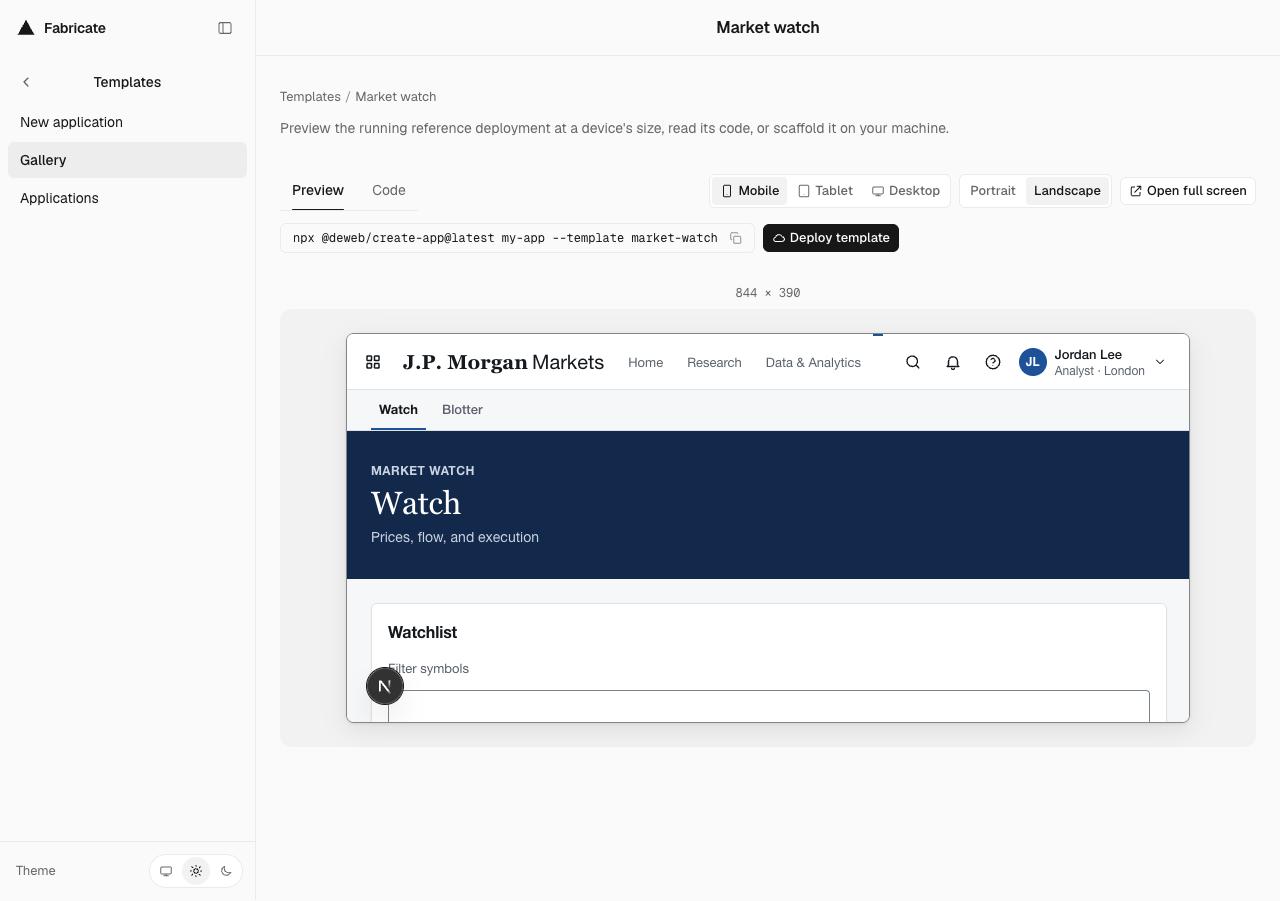 Fabricate
Market watch
Templates
New application
Gallery
Applications
Templates / Market watch
Preview the running reference deployment at a device's size, read its code, or scaffold it on your machine.
Preview Code Mobile Tablet Desktop Portrait Landscape Open full screen
npx @deweb/create-app@latest my-app --template market-watch Deploy template
844 × 390
J.P. Morgan Markets Home Research Data & Analytics JL Jordan Lee
Analyst · London
Watch Blotter
MARKET WATCH
Watch
Prices, flow, and execution
Watchlist
Filter symbols
N
Theme